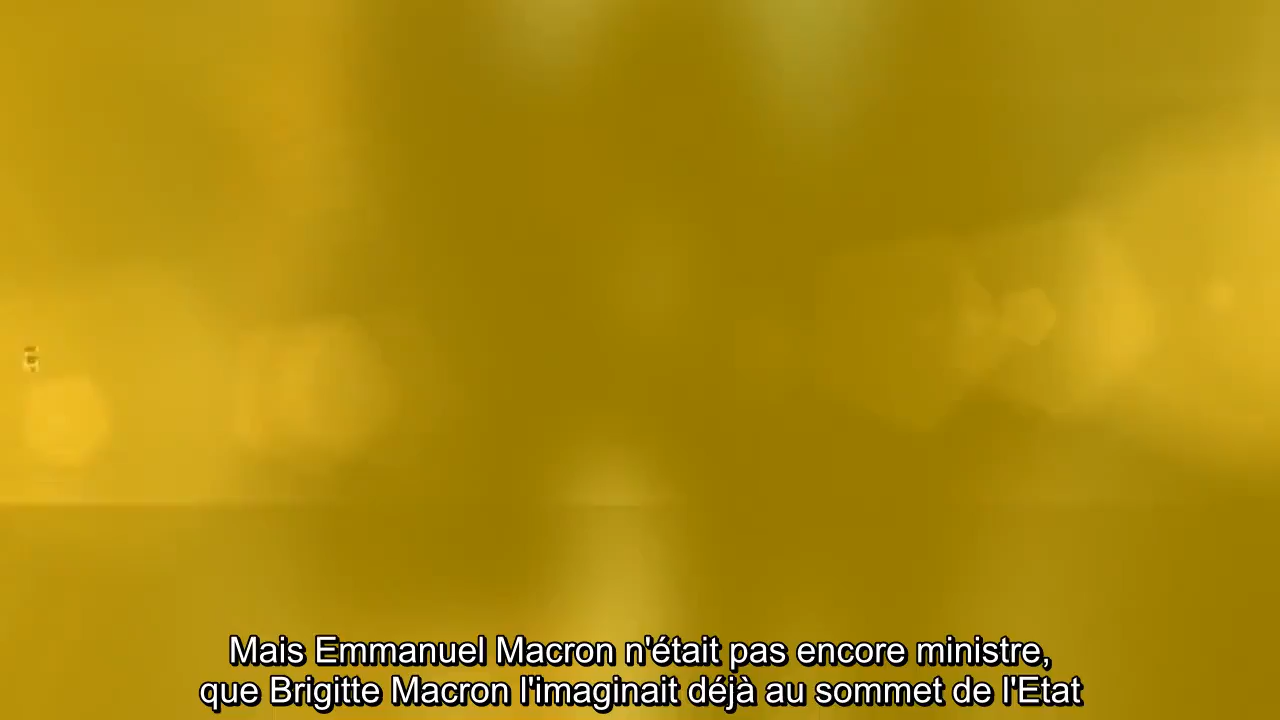 Mais Emmanuel Macron n'était pas encore ministre,
que Brigitte Macron l'imaginait déjà au sommet de l'Etat